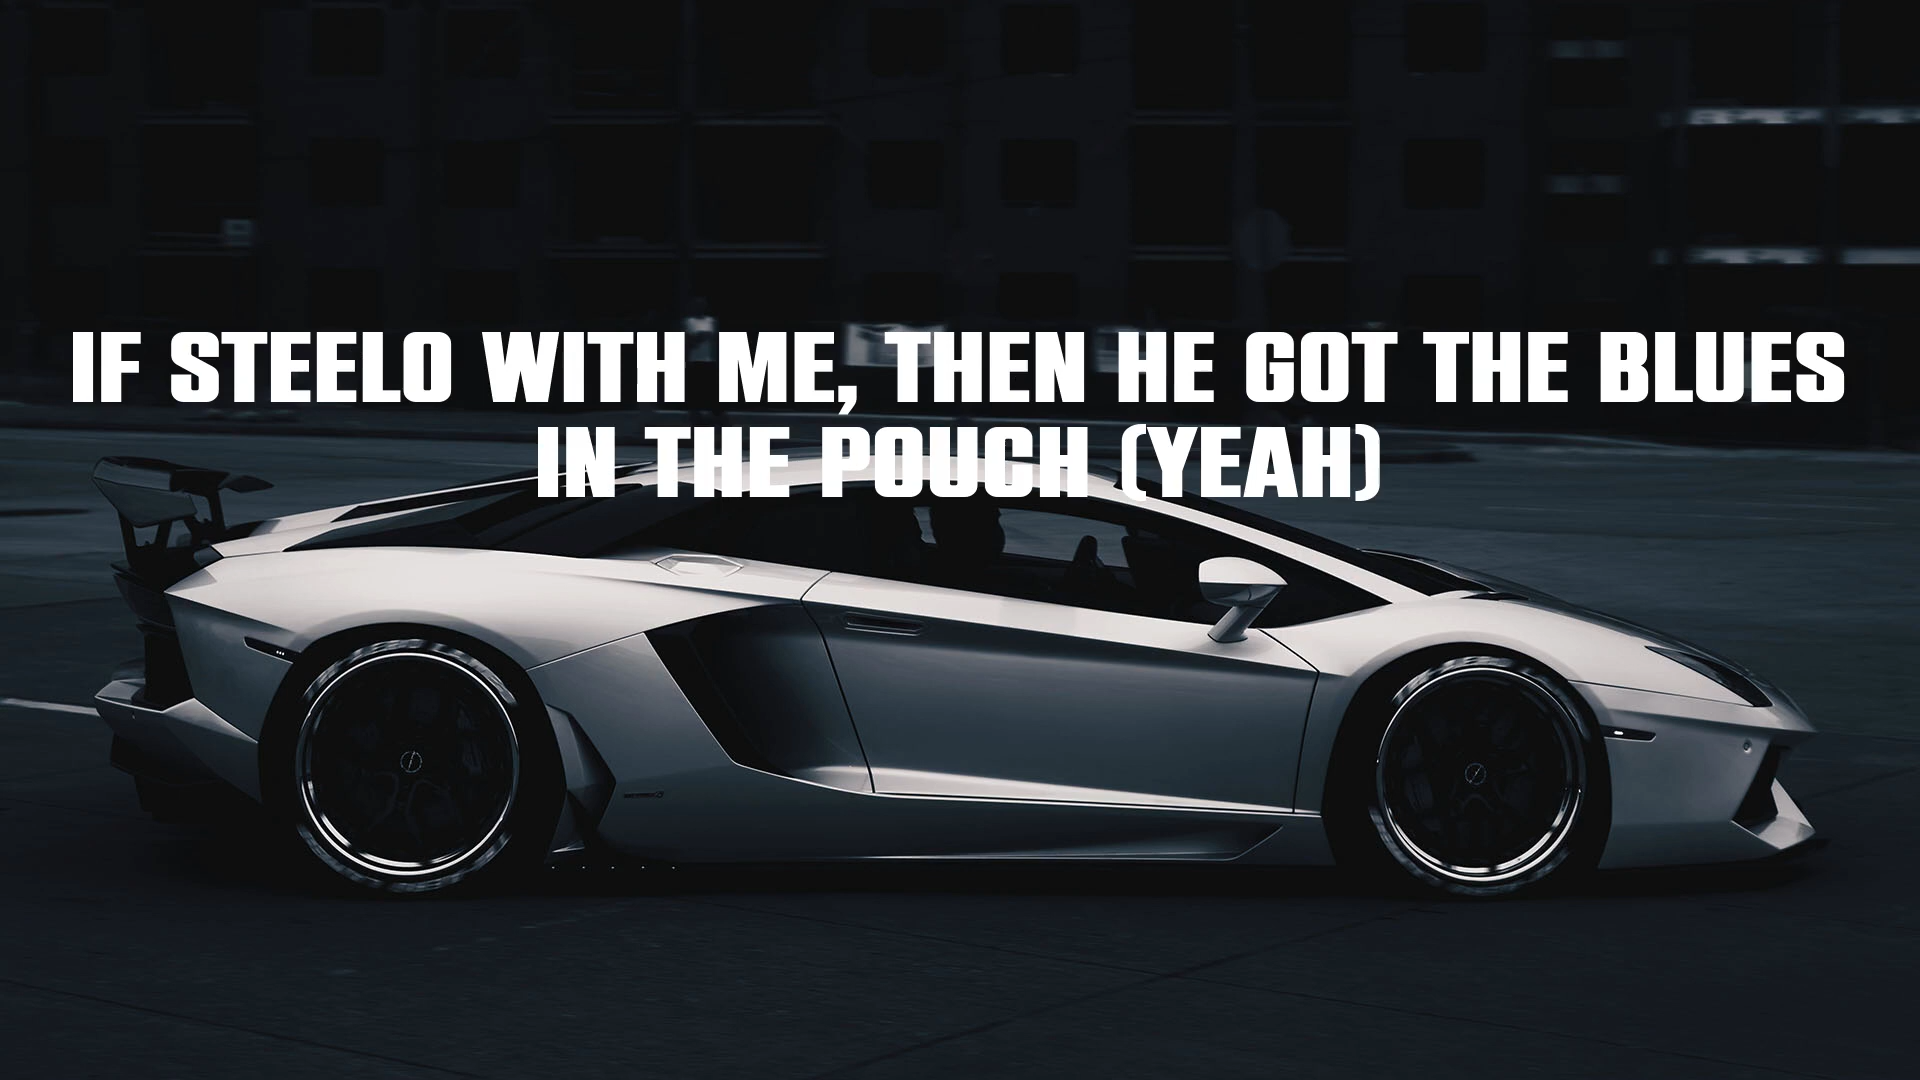 IF STEELO WITH ME, THEN HE GOT THE BLUES
IN THE POUCH (YEAH)